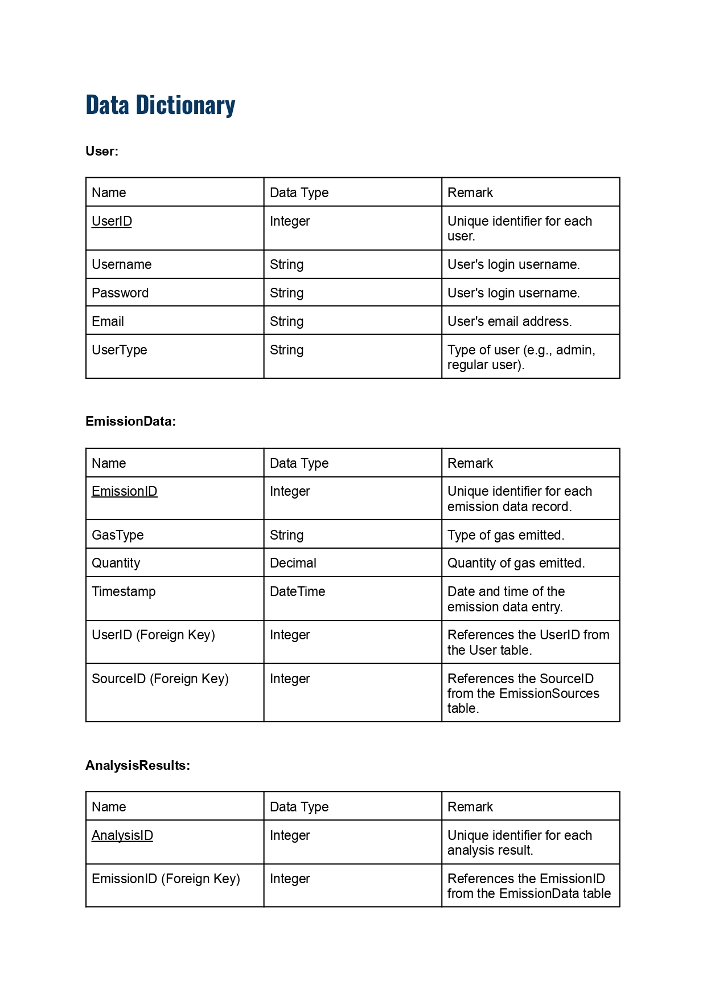 Data Dictionary
User:
Name Data Type Remark
UserID Integer Unique identifier for each
user.
Username String User's login username.
Password String User's login username.
Email String User's email address.
UserType String Type of user (e.g., admin,
regular user).
EmissionData:
Name Data Type Remark
EmissionID Integer Unique identifier for each
emission data record.
GasType String Type of gas emitted.
Quantity Decimal Quantity of gas emitted.
Timestamp DateTime Date and time of the
emission data entry.
UserID (Foreign Key) Integer References the UserID from
the User table.
SourceID (Foreign Key) Integer References the SourceID
from the EmissionSources
table.
AnalysisResults:
Name Data Type Remark
AnalysisID Integer Unique identifier for each
analysis result.
EmissionID (Foreign Key) Integer References the EmissionID
from the EmissionData table